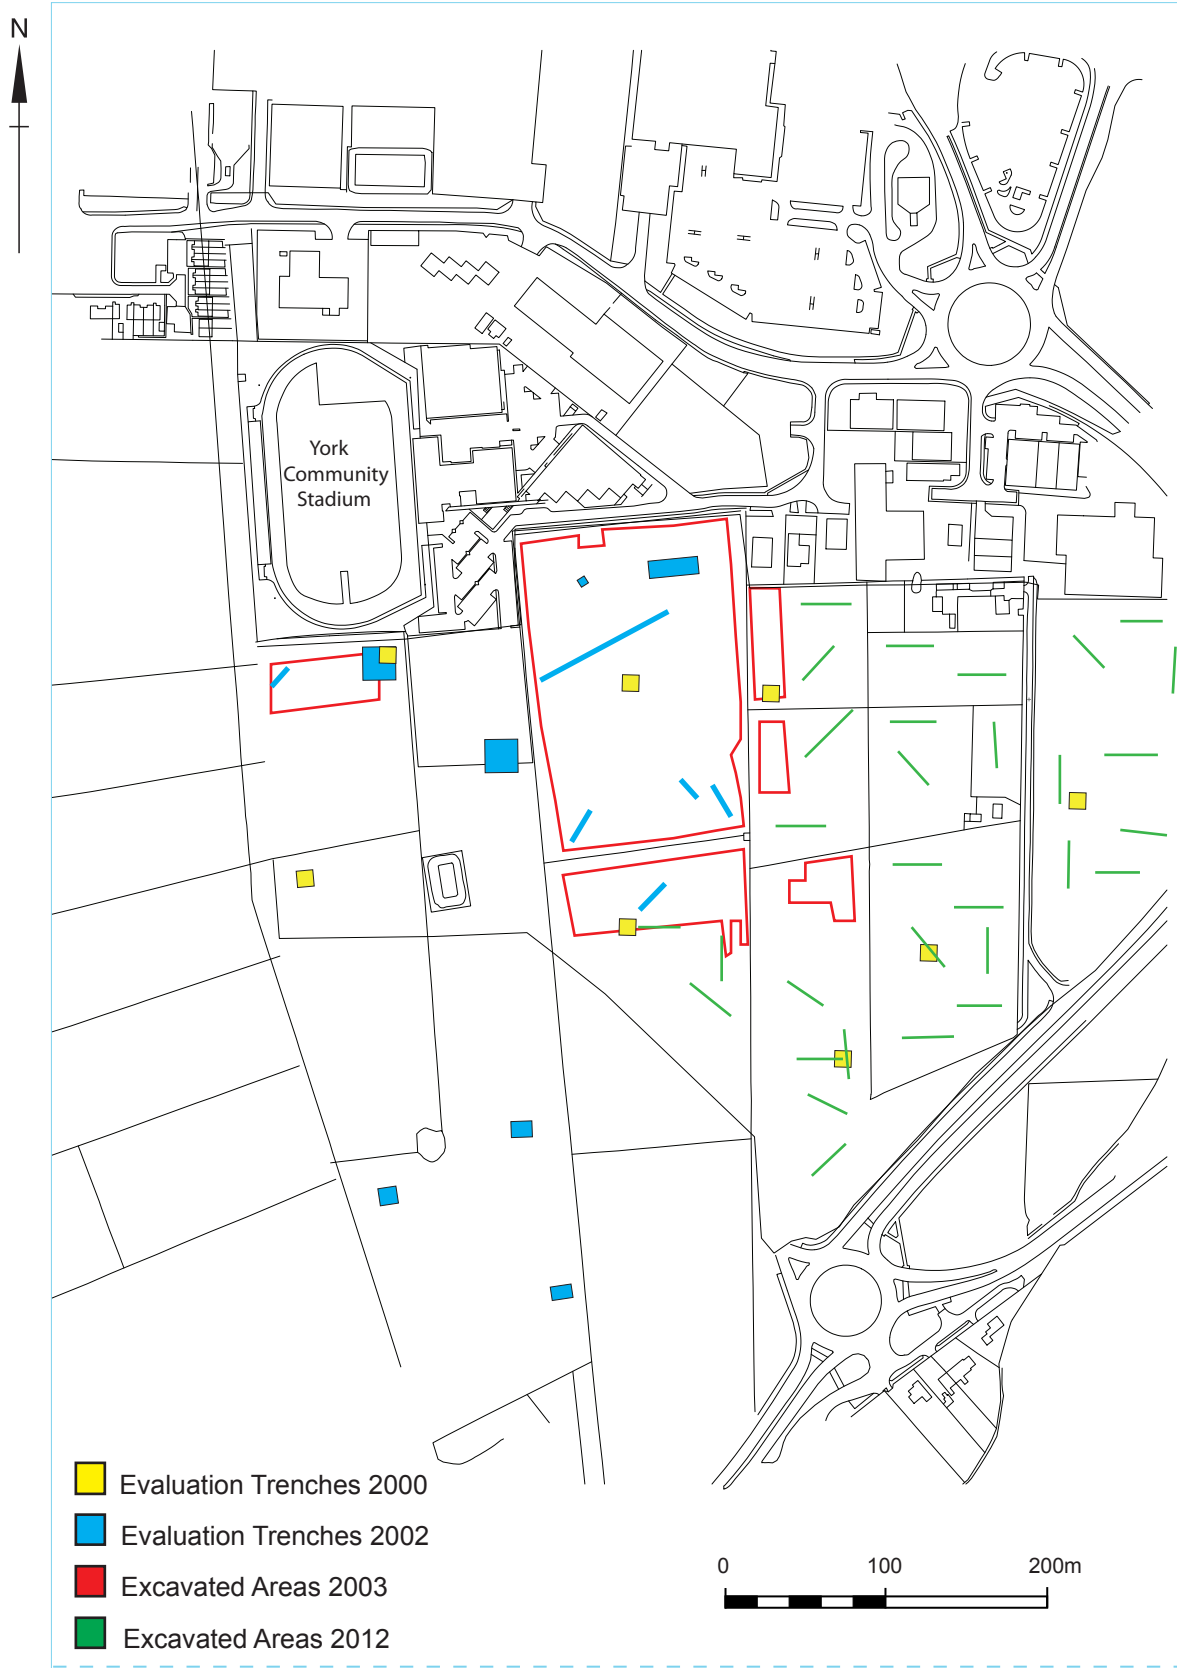 N
York
Community
Stadium
Evaluation Trenches 2000
Evaluation Trenches 2002
Excavated Areas 2003
Excavated Areas 2012
0 100 200m